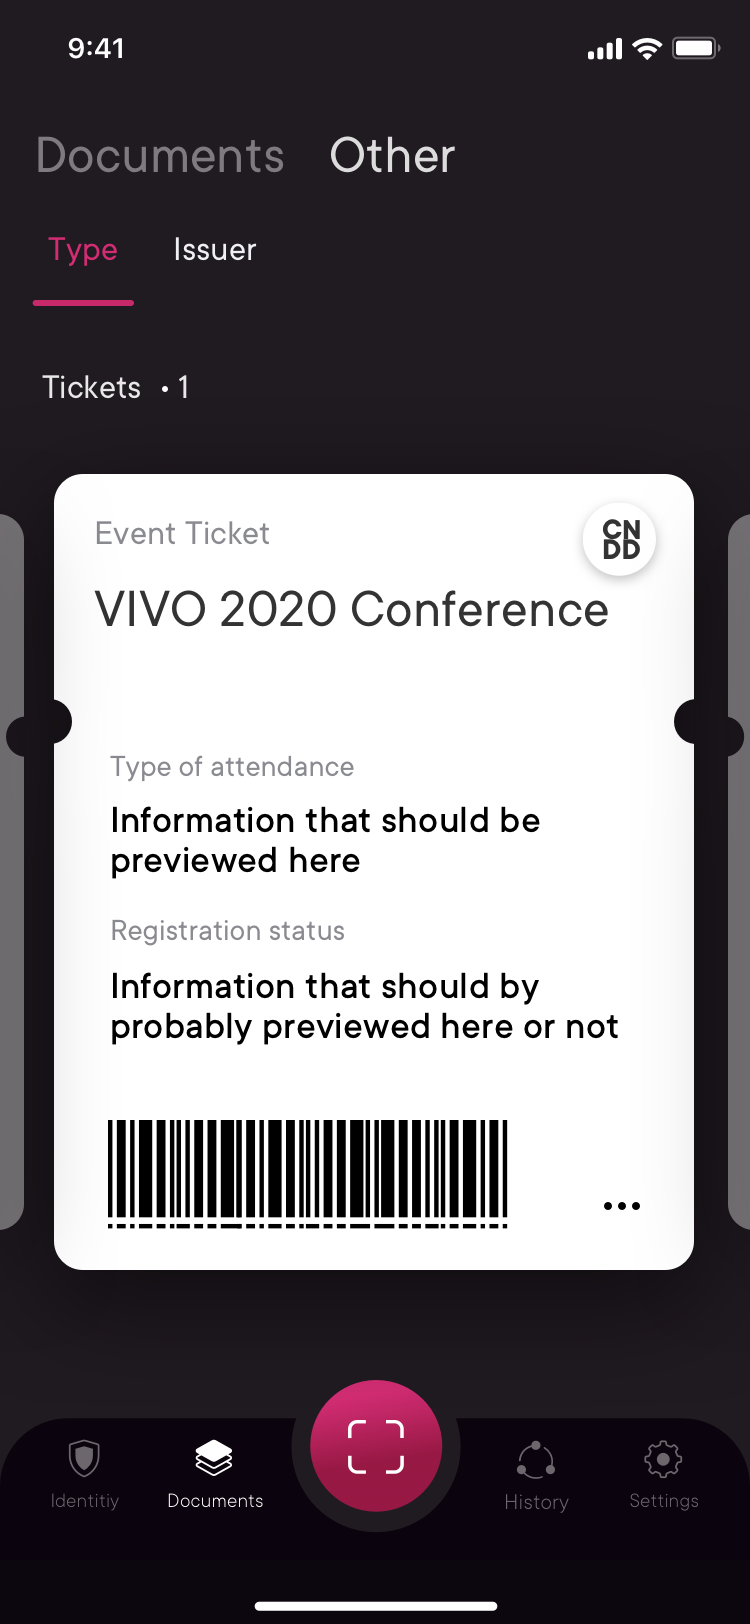 9:41
Documents Other
Type Issuer
Tickets • 1
Event Ticket
CN
DD
VIVO 2020 Conference
Type of attendance
Information that should be
previewed here
Registration status
Information that should by
probably previewed here or not
Identitiy Documents History Settings